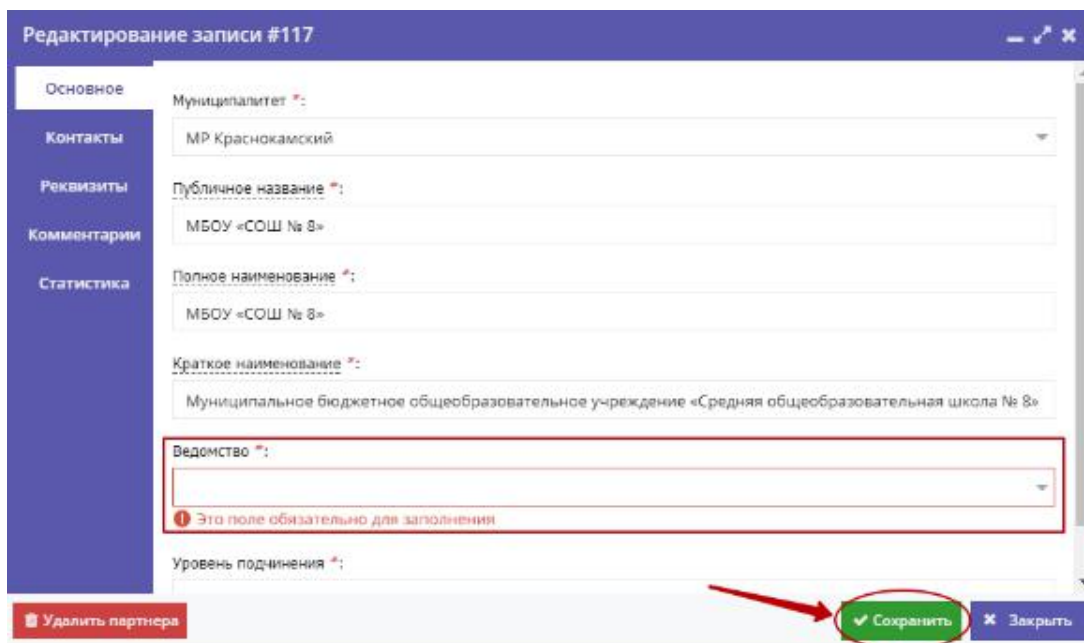 Редактирование записи #117
Основное
Контакты
Реквизиты
Комментарии
Статистика
Муниципалитет *:
МР Краснокамский
Публичное название *:
МБОУ «СОШ № 8»
Полное наименование *:
МБОУ «СОШ № 8»
Краткое наименование *:
Муниципальное бюджетное общеобразовательное учреждение «Средняя общеобразовательная школа № 8»
Ведомство *:
Это поле обязательно для заполнения
Уровень подчинения *:
Удалить партнера
Сохранить
Закрыть